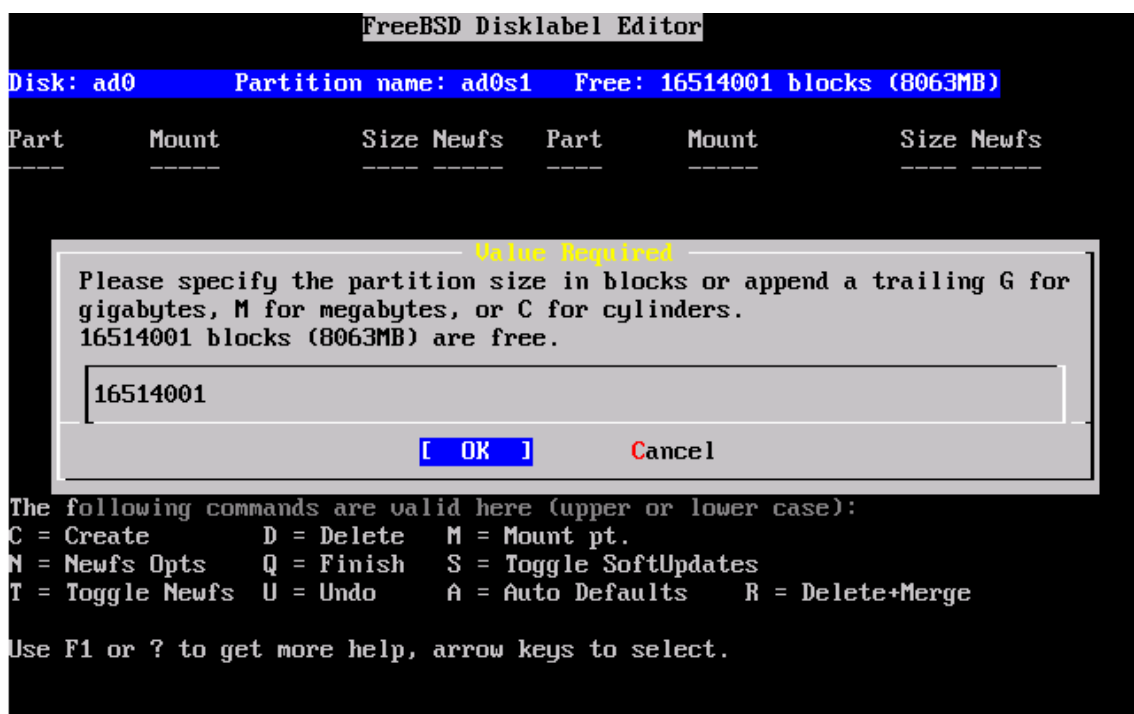 FreeBSD Disklabel Editor
Disk: ad0 Partition name: ad0s1 Free: 16514001 blocks (8063MB)
Part Mount Size Newfs Part Mount Size Newfs
---- ----- ---- ----- ---- ----- ---- -----
Value Required
Please specify the partition size in blocks or append a trailing G for
gigabytes, M for megabytes, or C for cylinders.
16514001 blocks (8063MB) are free.
16514001
[ OK ] Cancel
The following commands are valid here (upper or lower case):
C = Create D = Delete M = Mount pt.
N = Newfs Opts Q = Finish S = Toggle SoftUpdates
T = Toggle Newfs U = Undo A = Auto Defaults R = Delete+Merge
Use F1 or ? to get more help, arrow keys to select.